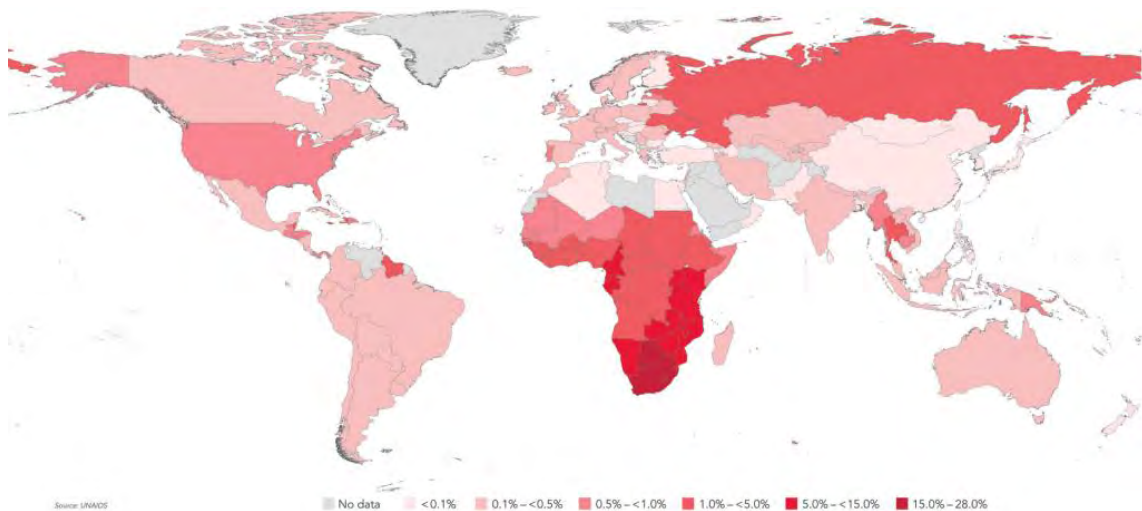 Source: UNAIDS
No data <0.1% 0.1% – <0.5% 0.5% – <1.0% 1.0% – <5.0% 5.0% – <15.0% 15.0% – 28.0%